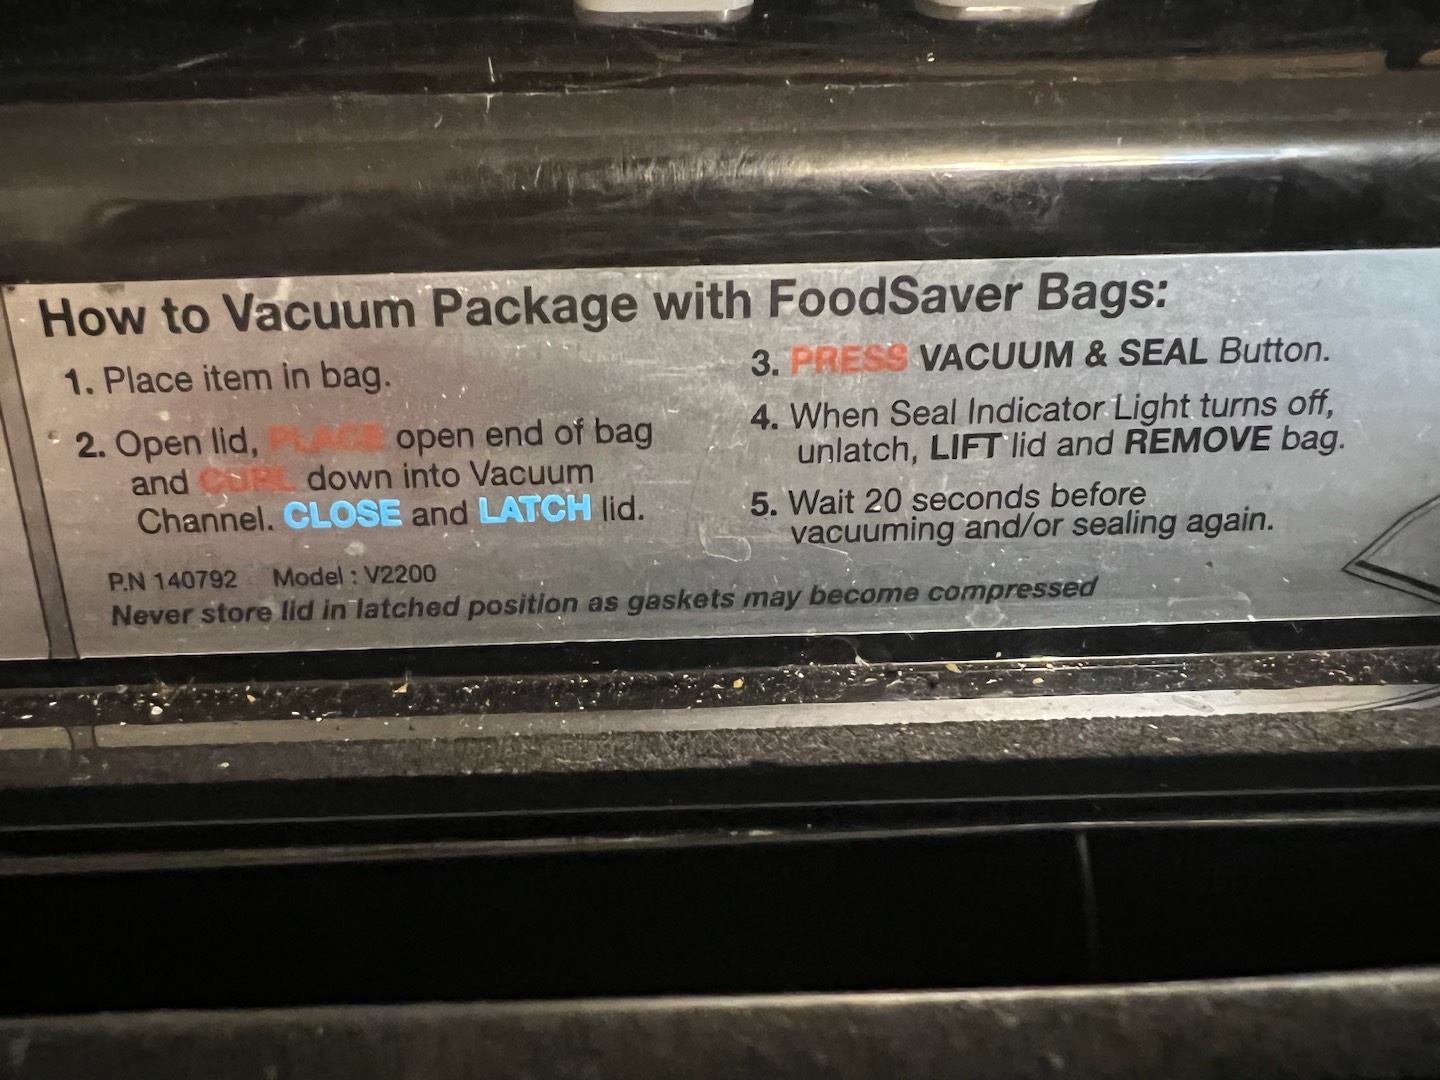 How to Vacuum Package with FoodSaver Bags:
1. Place item in bag.
2. Open lid, PLACE open end of bag
and CURL down into Vacuum
Channel. CLOSE and LATCH lid.
3. PRESS VACUUM & SEAL Button.
4. When Seal Indicator Light turns off,
unlatch, LIFT lid and REMOVE bag.
5. Wait 20 seconds before
vacuuming and/or sealing again.
P.N 140792 Model : V2200
Never store lid in latched position as gaskets may become compressed